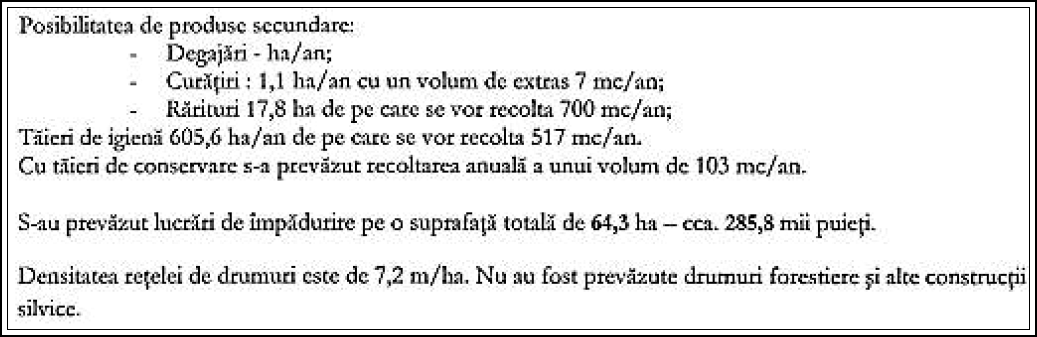 Posibilitatea de produse secundare:
- Degajări - ha/an;
- Curățiri : 1,1 ha/an cu un volum de extras 7 mc/an;
- Rărituri 17,8 ha de pe care se vor recolta 700 mc/an;
Tăieri de igienă 605,6 ha/an de pe care se vor recolta 517 mc/an.
Cu tăieri de conservare s-a prevăzut recoltarea anuală a unui volum de 103 mc/an.
S-au prevăzut lucrări de împădurire pe o suprafață totală de 64,3 ha – cca. 285,8 mii puieți.
Densitatea rețelei de drumuri este de 7,2 m/ha. Nu au fost prevăzute drumuri forestiere și alte construcții
silvice.